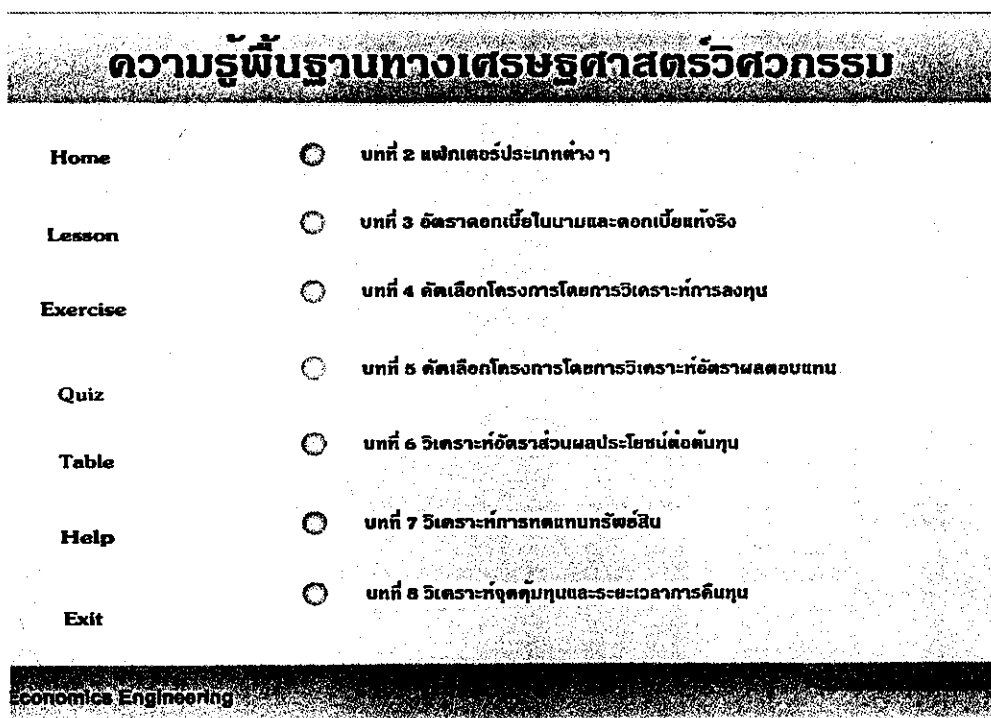 ความรู้พื้นฐานทางเศรษฐศาสตร์วิศวกรรม
Home
บทที่ 2 แฟกเตอร์ประเภทต่าง ๆ
Lesson
บทที่ 3 อัตราดอกเบี้ยในนามและดอกเบี้ยแท้จริง
Exercise
บทที่ 4 คัดเลือกโครงการโดยการวิเคราะห์การลงทุน
Quiz
บทที่ 5 คัดเลือกโครงการโดยการวิเคราะห์อัตราผลตอบแทน
Table
บทที่ 6 วิเคราะห์อัตราส่วนผลประโยชน์ต่อต้นทุน
Help
บทที่ 7 วิเคราะห์การทดแทนทรัพย์สิน
Exit
บทที่ 8 วิเคราะห์จุดคุ้มทุนและระยะเวลาการคืนทุน
Economics Engineering